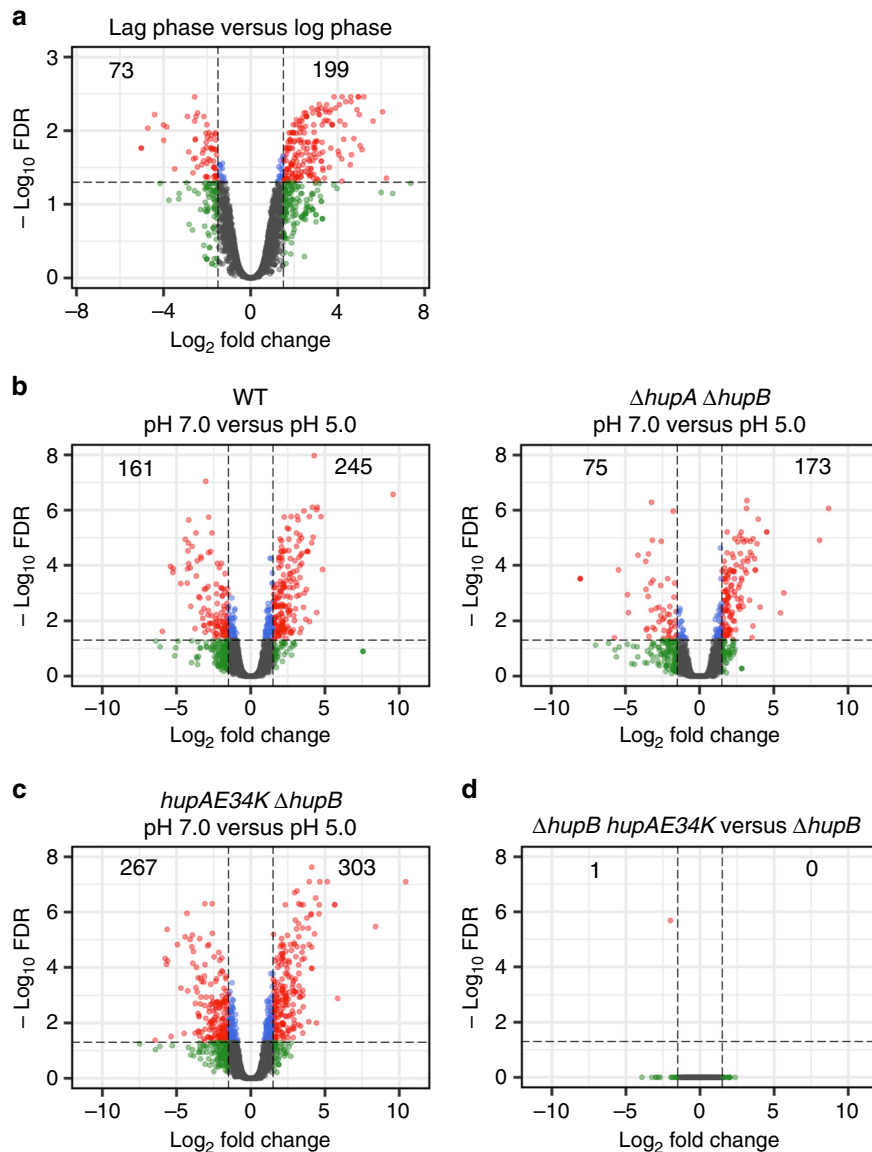 a
Lag phase versus log phase
73
199
3
2
1
0
– Log10 FDR
–8
–4
0
4
8
Log2 fold change
b
WT
pH 7.0 versus pH 5.0
161
245
8
6
4
2
0
– Log10 FDR
–10
–5
0
5
10
Log2 fold change
ΔhupA ΔhupB
pH 7.0 versus pH 5.0
75
173
8
6
4
2
0
– Log10 FDR
–10
–5
0
5
10
Log2 fold change
c
hupAE34K ΔhupB
pH 7.0 versus pH 5.0
267
303
8
6
4
2
0
– Log10 FDR
–10
–5
0
5
10
Log2 fold change
d
ΔhupB hupAE34K versus ΔhupB
1
0
8
6
4
2
0
– Log10 FDR
–10
–5
0
5
10
Log2 fold change